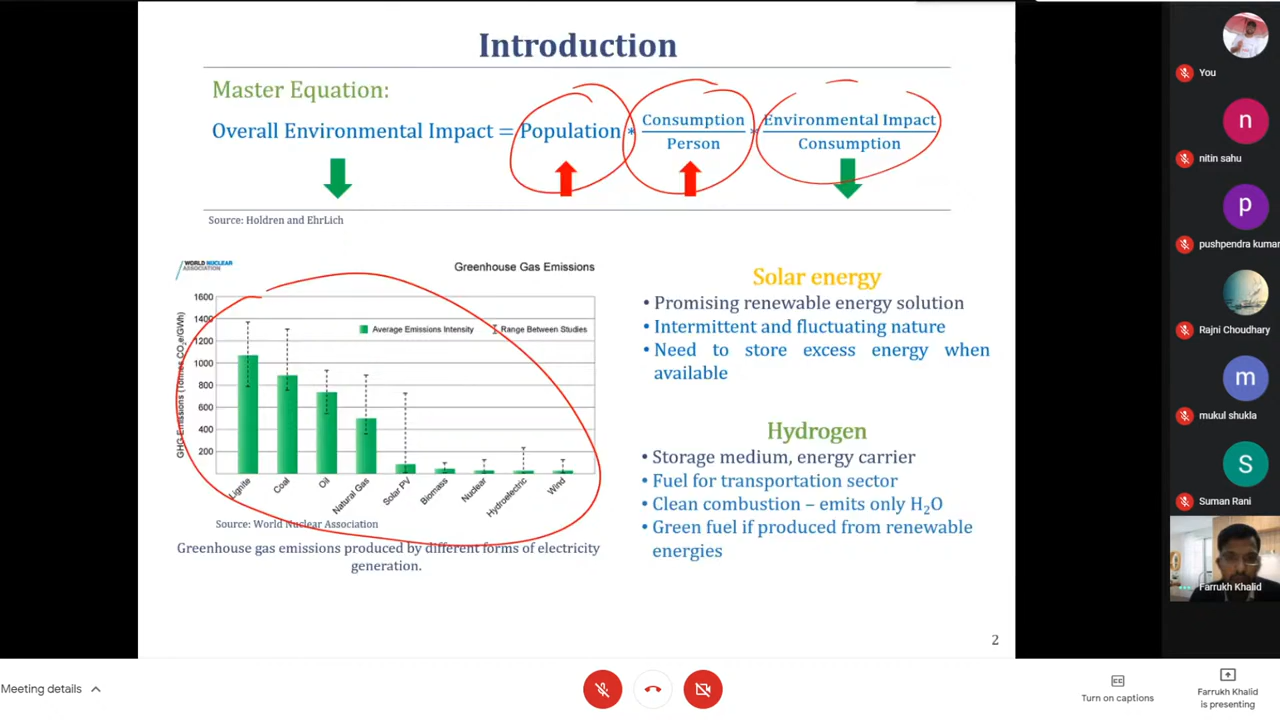 Introduction
Master Equation:
Overall Environmental Impact = Population * Consumption / Person * Environmental Impact / Consumption
Source: Holdren and EhrLich
WORLD NUCLEAR
ASSOCIATION
Greenhouse Gas Emissions
Average Emissions Intensity
Range Between Studies
GHG Emissions (Tonnes CO₂e/GWh)
1600
1400
1200
1000
800
600
400
200
Lignite
Coal
Oil
Natural Gas
Solar PV
Biomass
Nuclear
Hydroelectric
Wind
Source: World Nuclear Association
Greenhouse gas emissions produced by different forms of electricity
generation.
Solar energy
• Promising renewable energy solution
• Intermittent and fluctuating nature
• Need to store excess energy when
available
Hydrogen
• Storage medium, energy carrier
• Fuel for transportation sector
• Clean combustion – emits only H₂O
• Green fuel if produced from renewable
energies
2
You
n
nitin sahu
p
pushpendra kumar
Rajni Choudhary
m
mukul shukla
S
Suman Rani
Farrukh Khalid
Meeting details
CC
Turn on captions
Farrukh Khalid
is presenting